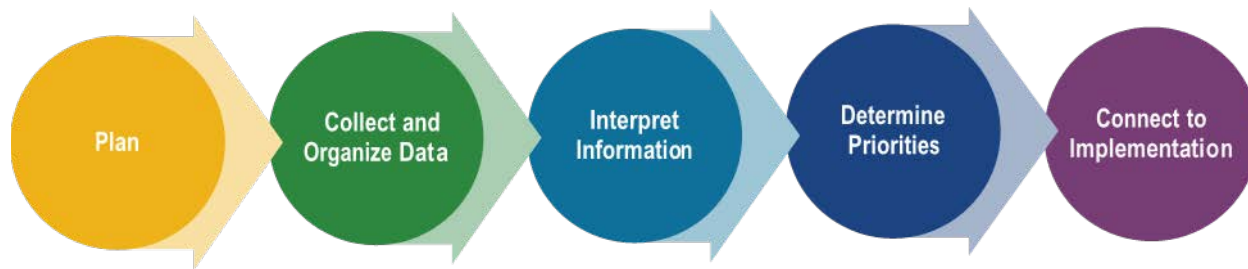 Plan
Collect and
Organize Data
Interpret
Information
Determine
Priorities
Connect to
Implementation